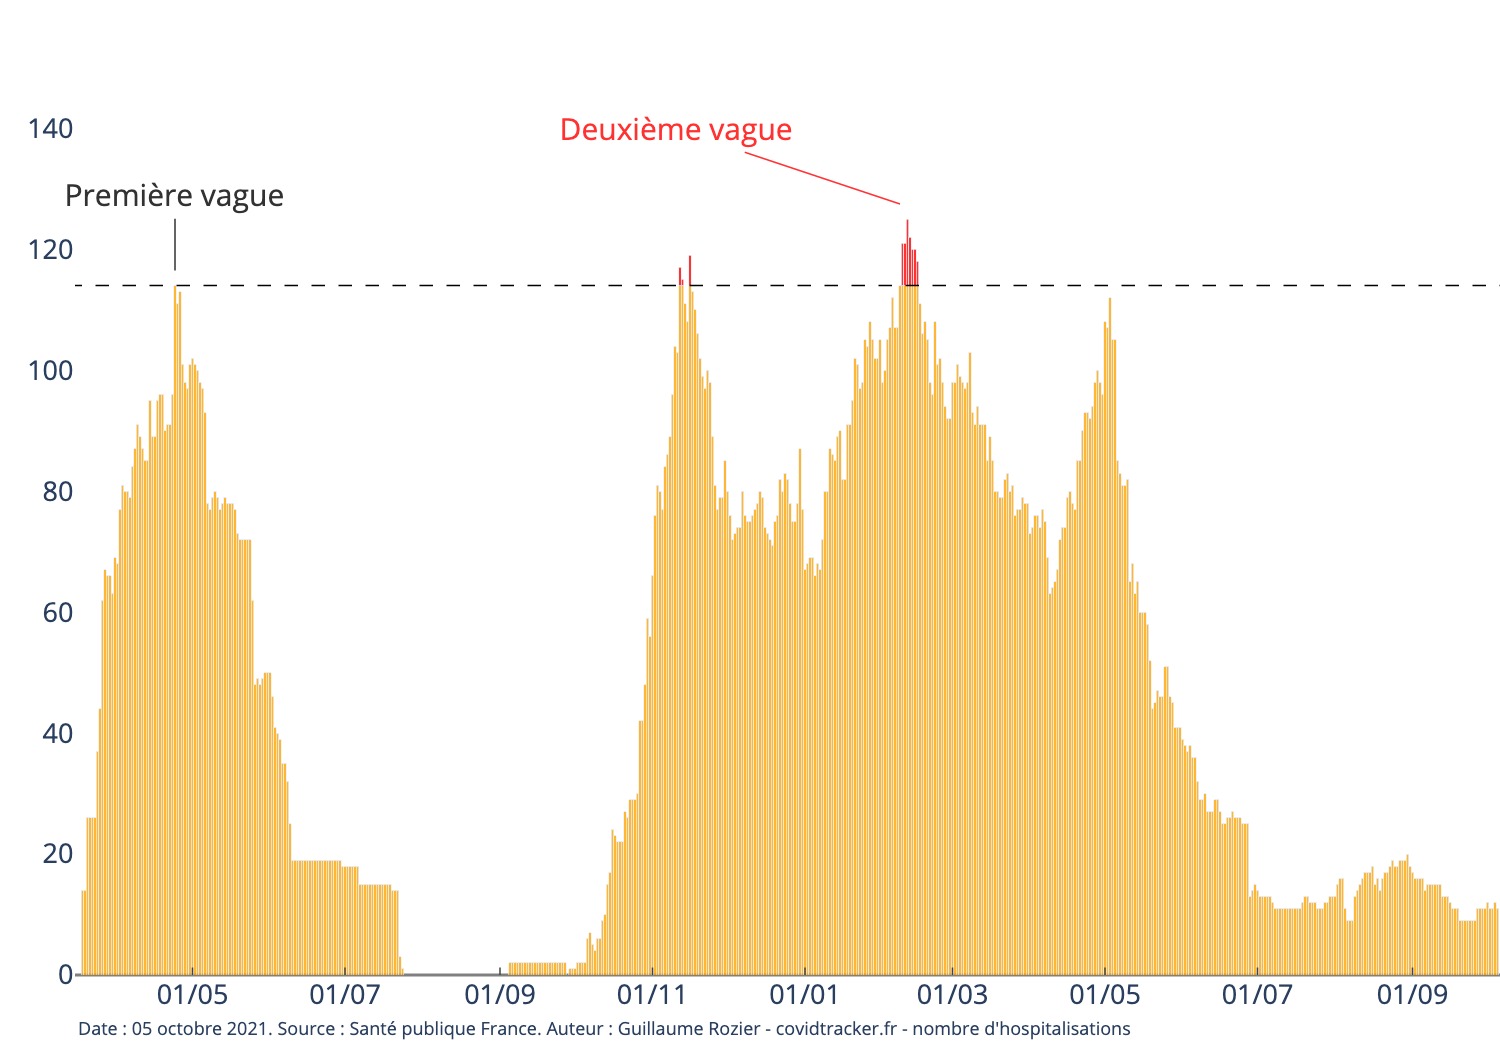 140
Deuxième vague
Première vague
120
100
80
60
40
20
0
01/05 01/07 01/09 01/11 01/01 01/03 01/05 01/07 01/09
Date : 05 octobre 2021. Source : Santé publique France. Auteur : Guillaume Rozier - covidtracker.fr - nombre d'hospitalisations